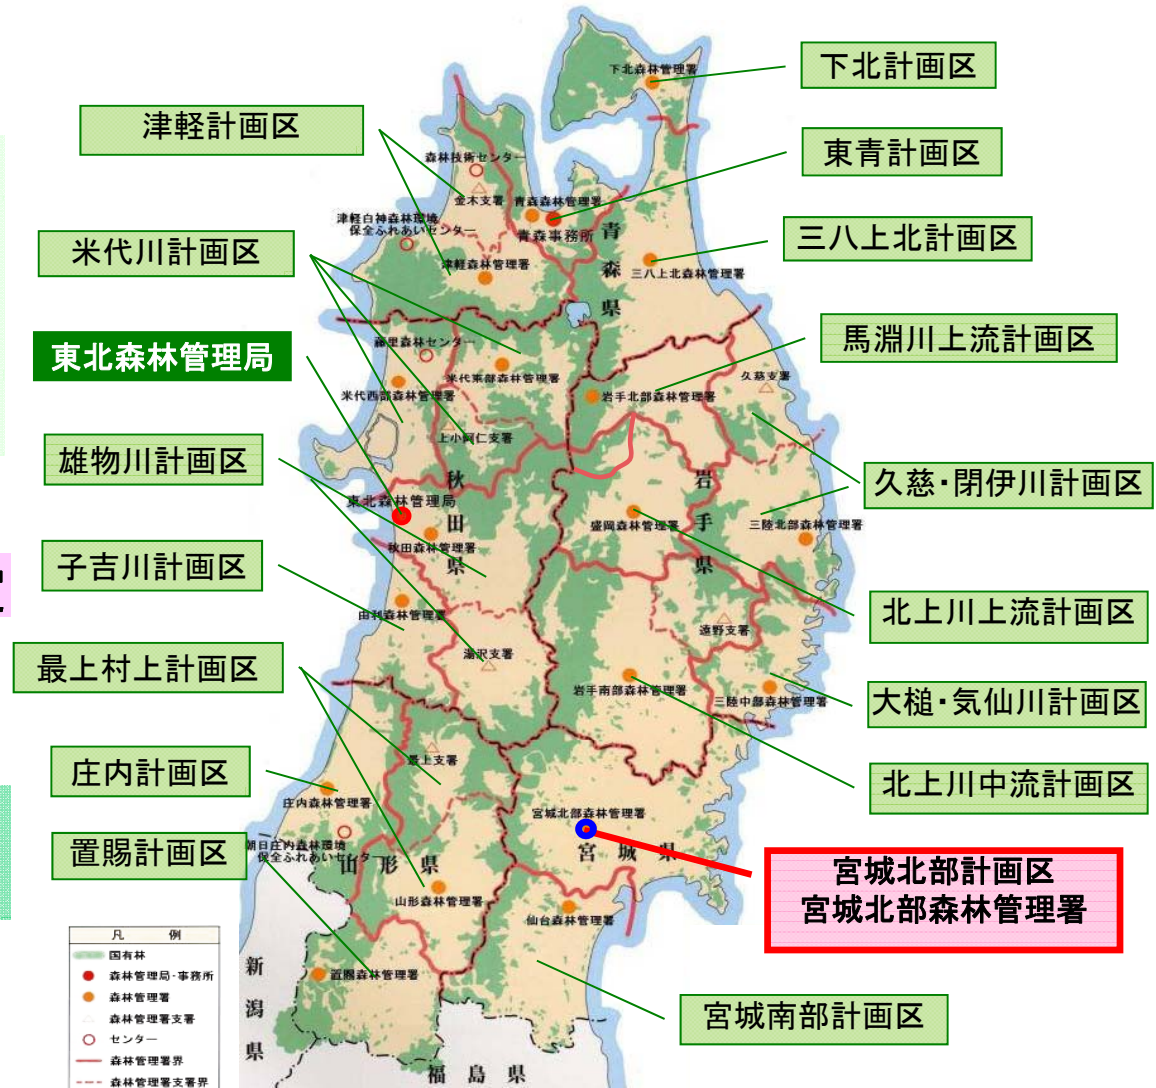 下北計画区
下北森林管理署
津軽計画区
東青計画区
森林技術センター
金木支署
青森森林管理署
青森事務所
津軽白神森林環境
保全ふれあいセンター
青森県
三八上北計画区
三八上北森林管理署
米代川計画区
津軽森林管理署
馬淵川上流計画区
東北森林管理局
藤里森林センター
米代東部森林管理署
米代西部森林管理署
久慈支署
岩手北部森林管理署
上小阿仁支署
雄物川計画区
久慈・閉伊川計画区
秋田県
岩手県
東北森林管理局
盛岡森林管理署
三陸北部森林管理署
秋田森林管理署
子吉川計画区
北上川上流計画区
由利森林管理署
遠野支署
湯沢支署
最上村上計画区
岩手南部森林管理署
三陸中部森林管理署
大槌・気仙川計画区
最上支署
庄内計画区
北上川中流計画区
庄内森林管理署
宮城北部森林管理署
朝日庄内森林環境
保全ふれあいセンター
置賜計画区
山形県
宮城県
宮城北部計画区
宮城北部森林管理署
山形森林管理署
仙台森林管理署
置賜森林管理署
宮城南部計画区
新潟県
福島県
凡例
国有林
森林管理局・事務所
森林管理署
森林管理署支署
センター
森林管理署界
森林管理署支署界